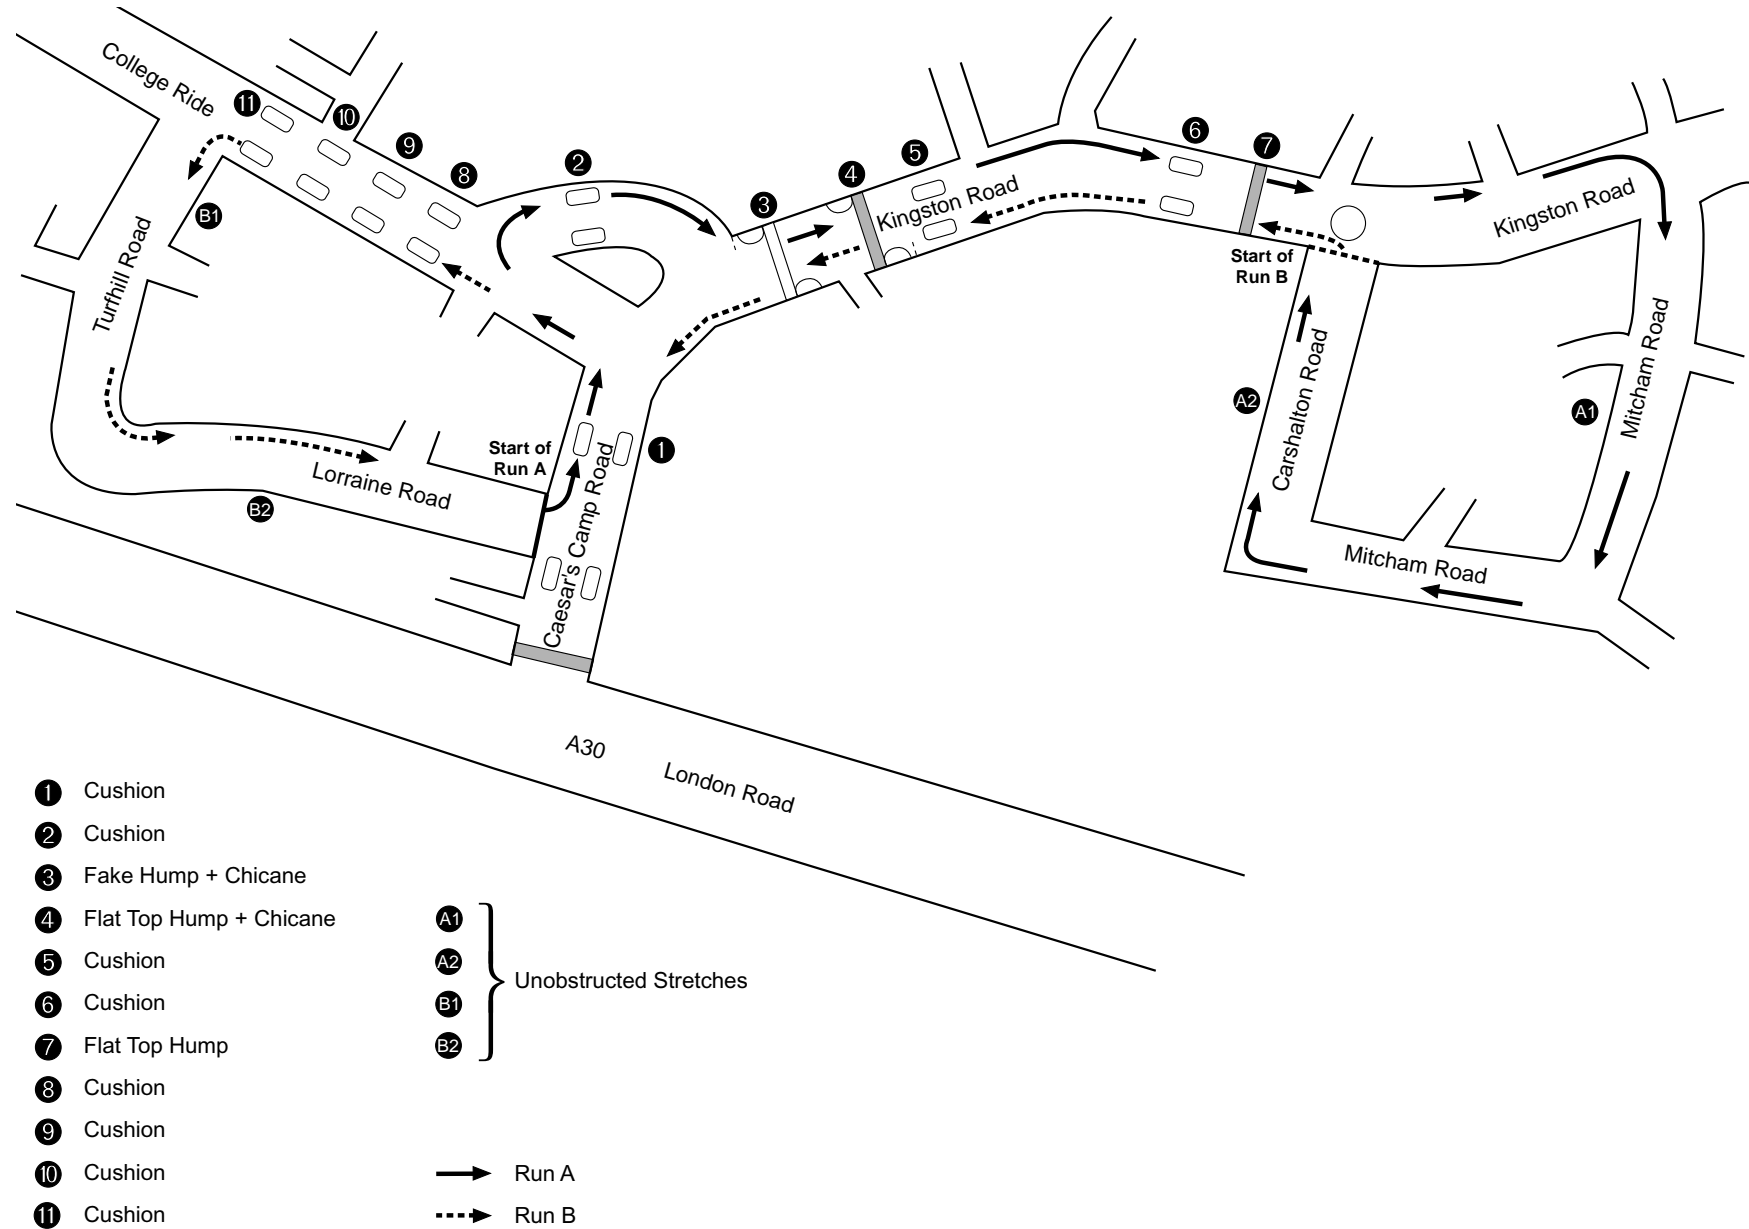 College Ride
11
10
9
8
2
3
4
5
6
7
Kingston Road
Kingston Road
B1
Turfhill Road
Start of
Run B
Mitcham Road
Carshalton Road
A2
A1
Start of
Run A
1
Lorraine Road
B2
Caesar's Camp Road
Mitcham Road
A30
London Road
1 Cushion
2 Cushion
3 Fake Hump + Chicane
4 Flat Top Hump + Chicane
5 Cushion
6 Cushion
7 Flat Top Hump
8 Cushion
9 Cushion
10 Cushion
11 Cushion
A1
A2
B1
B2
Unobstructed Stretches
Run A
Run B